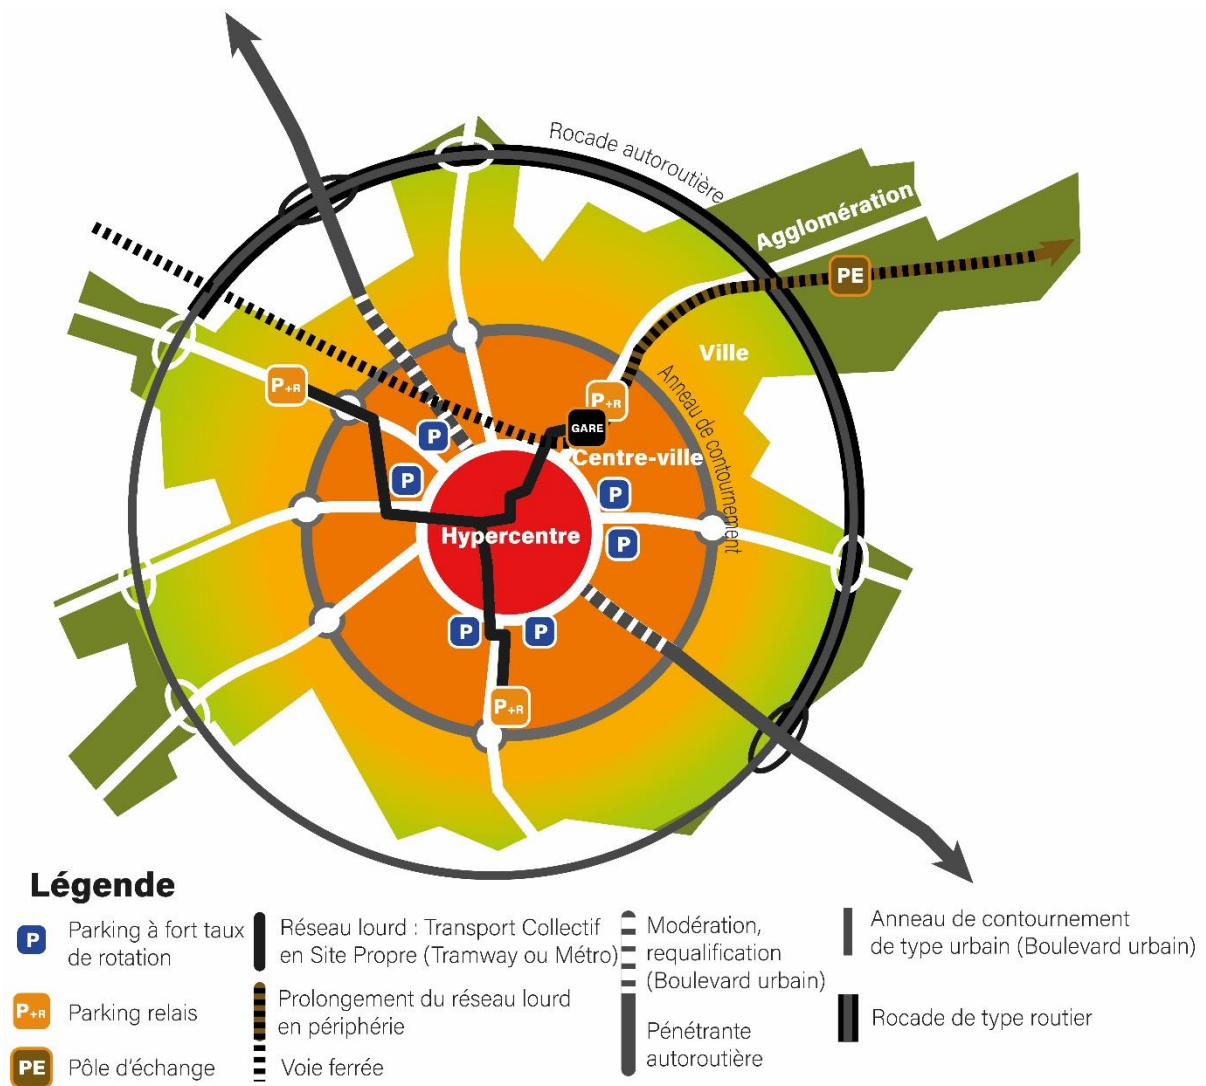 Rocade autoroutière
Agglomération
PE
Ville
Anneau de contournement
P+R
P+R
GARE
Centre-ville
P
P
P
P
Hypercentre
P
P
P+R
Légende
P
Parking à fort taux
de rotation
P+R
Parking relais
PE
Pôle d'échange
Réseau lourd : Transport Collectif
en Site Propre (Tramway ou Métro)
Prolongement du réseau lourd
en périphérie
Voie ferrée
Modération,
requalification
(Boulevard urbain)
Pénétrante
autoroutière
Anneau de contournement
de type urbain (Boulevard urbain)
Rocade de type routier